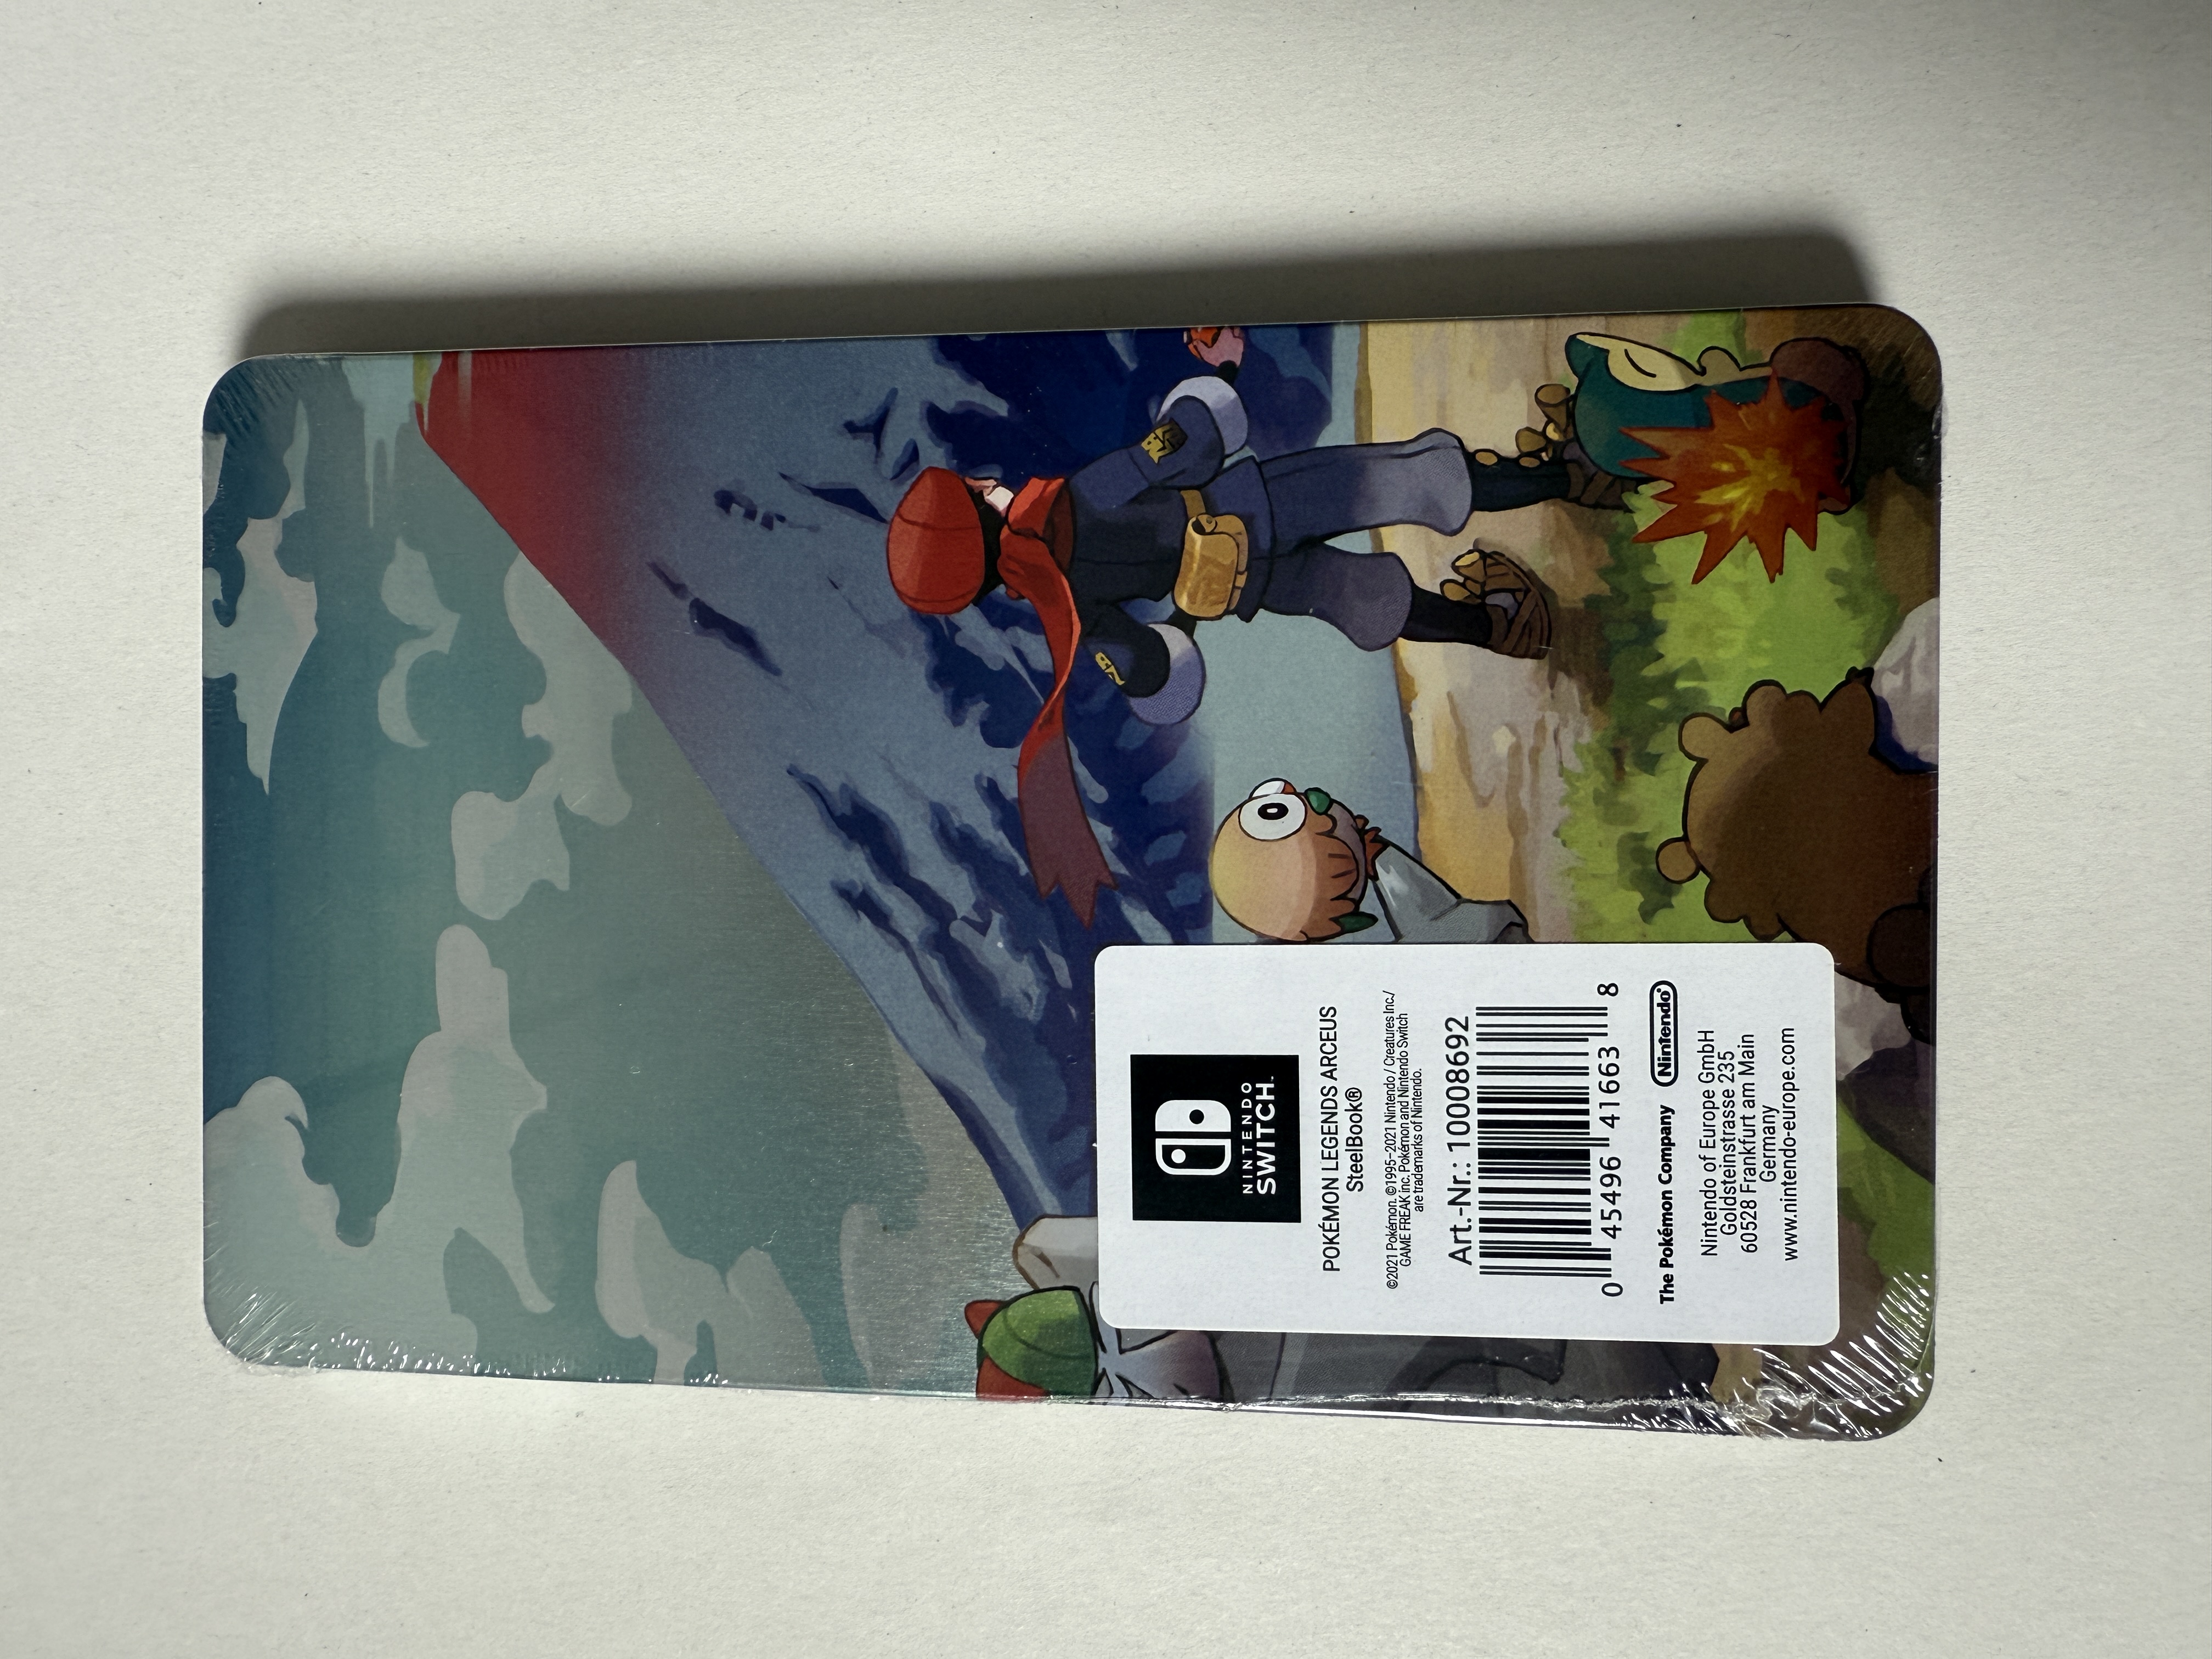 NINTENDO
SWITCH™
POKÉMON LEGENDS ARCEUS
SteelBook®
©2021 Pokémon. ©1995–2021 Nintendo / Creatures Inc./
GAME FREAK inc. Pokémon and Nintendo Switch
are trademarks of Nintendo.
Art.-Nr.: 10008692
0 45496 41663 8
The Pokémon Company Nintendo®
Nintendo of Europe GmbH
Goldsteinstrasse 235
60528 Frankfurt am Main
Germany
www.nintendo-europe.com